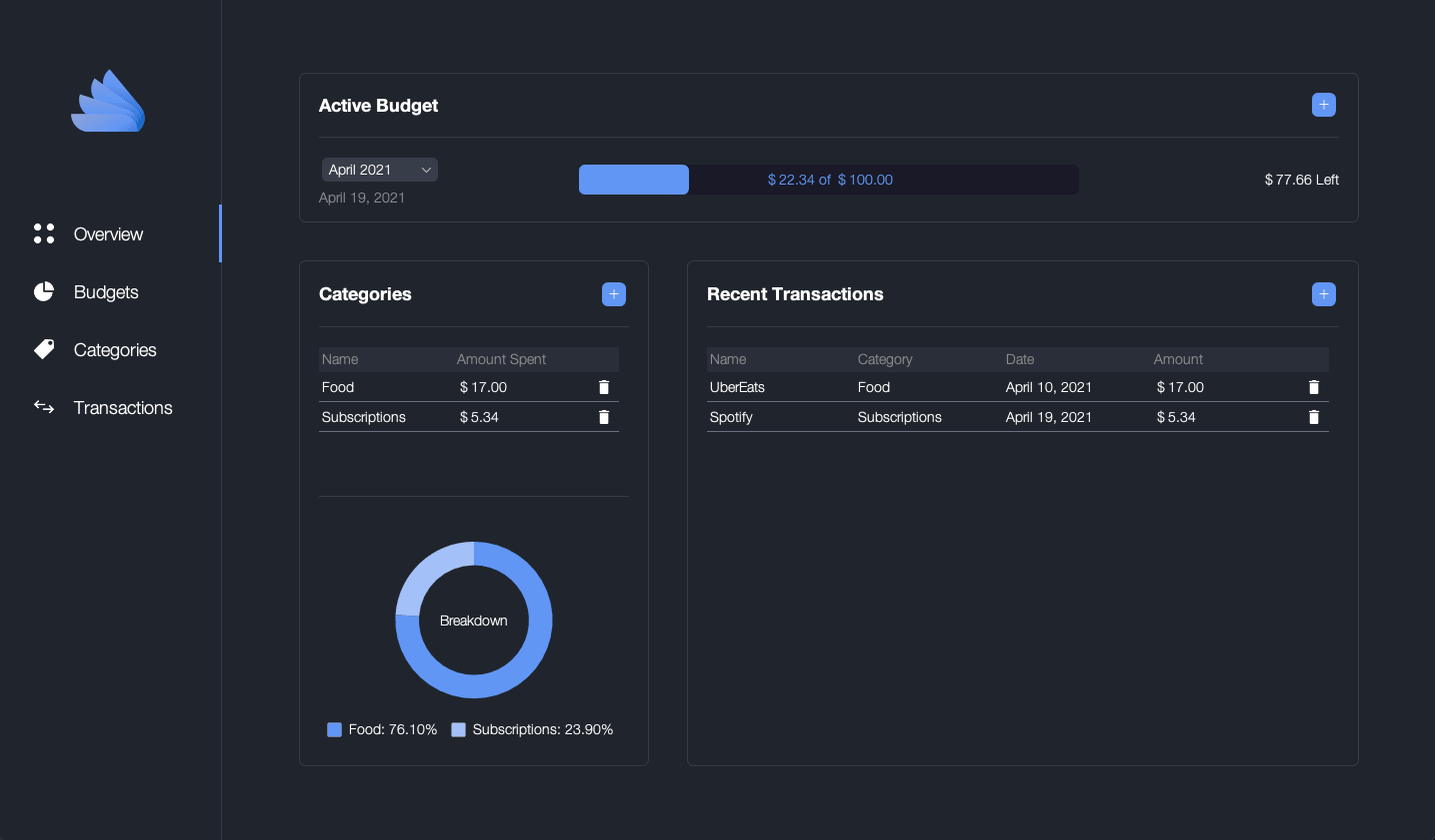 Active Budget
April 2021
$ 22.34 of $ 100.00
$ 77.66 Left
April 19, 2021
Overview
Budgets
Categories
Transactions
Categories
Name Amount Spent
Food $ 17.00
Subscriptions $ 5.34
Breakdown
Food: 76.10% Subscriptions: 23.90%
Recent Transactions
Name Category Date Amount
UberEats Food April 10, 2021 $ 17.00
Spotify Subscriptions April 19, 2021 $ 5.34